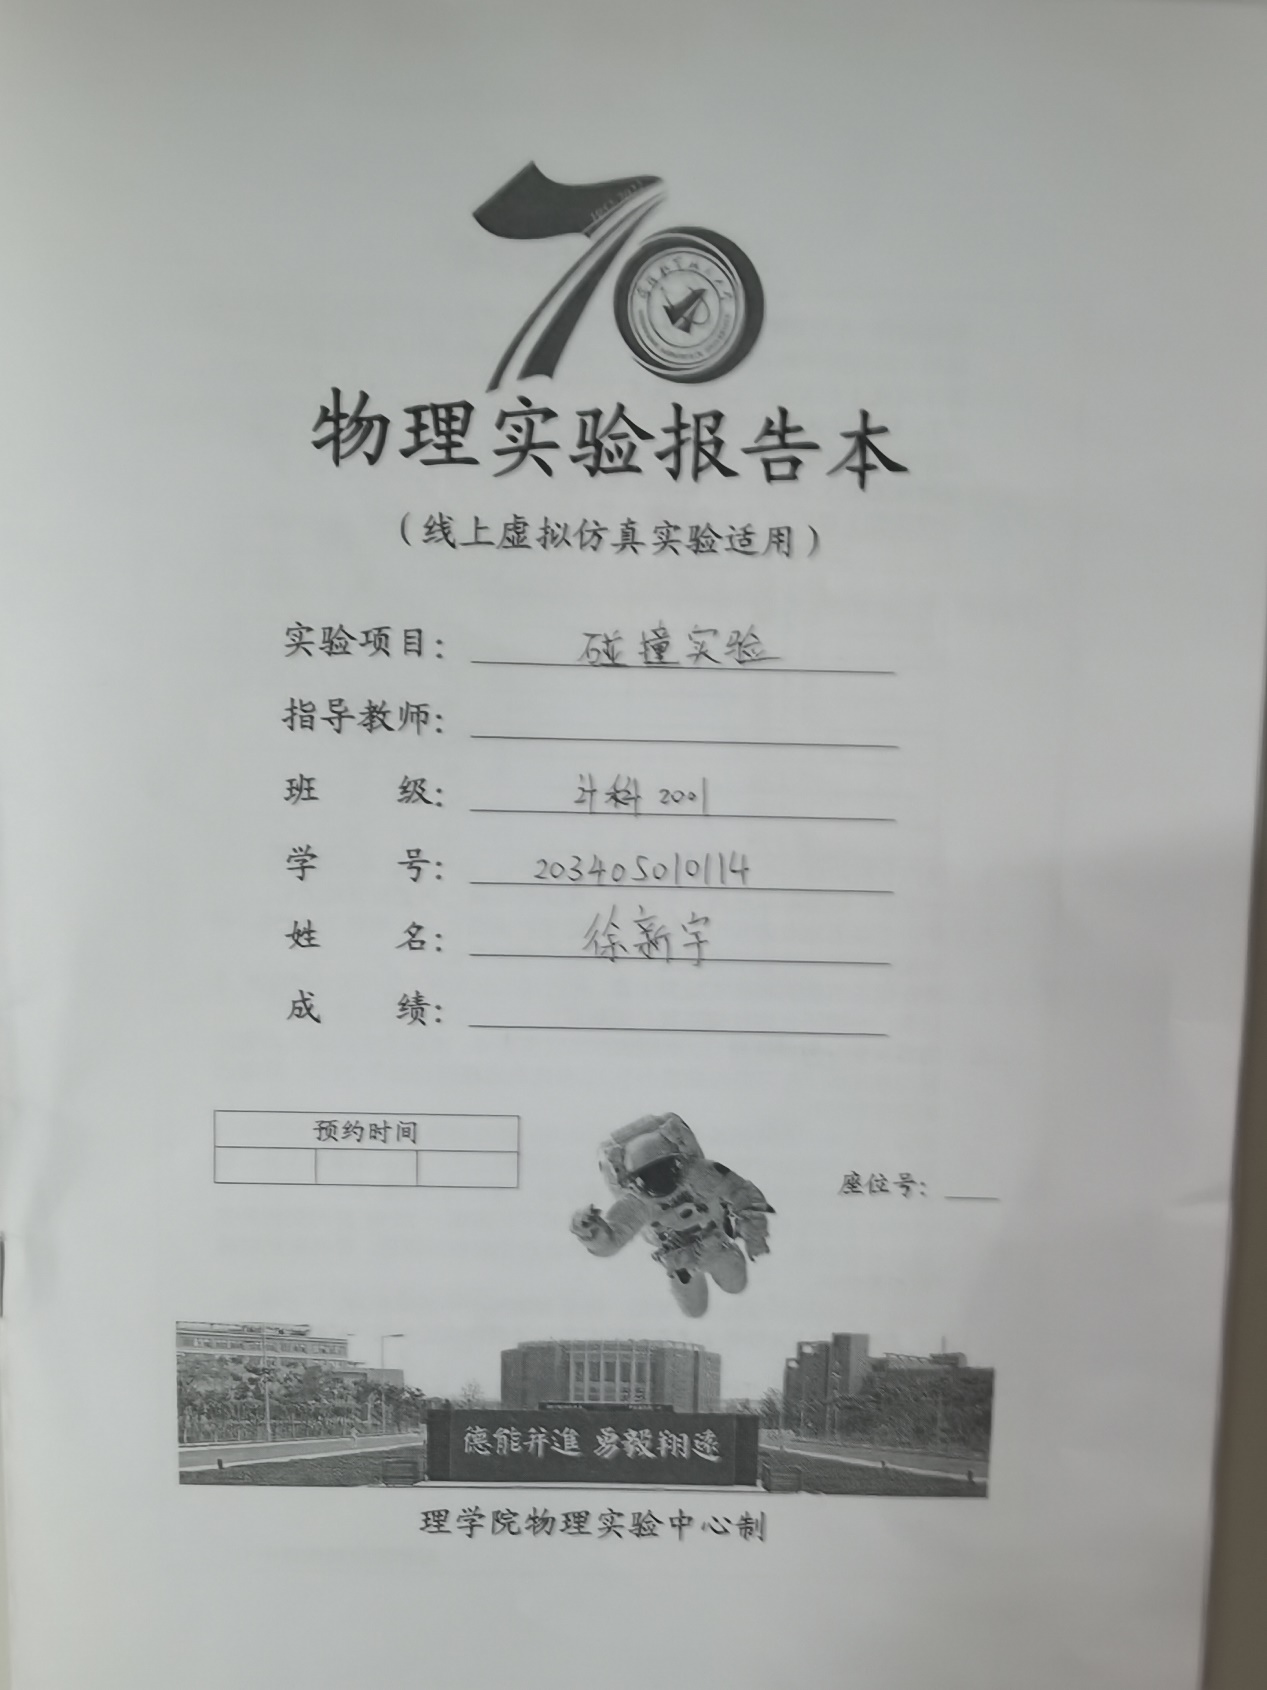 物理实验报告本
（线上虚拟仿真实验适用）
实验项目： 碰撞实验
指导教师：
班 级： 计科2001
学 号： 203405010114
姓 名： 徐新宇
成 绩：
预约时间
座位号：
德能并進 勇毅翔遠
理学院物理实验中心制